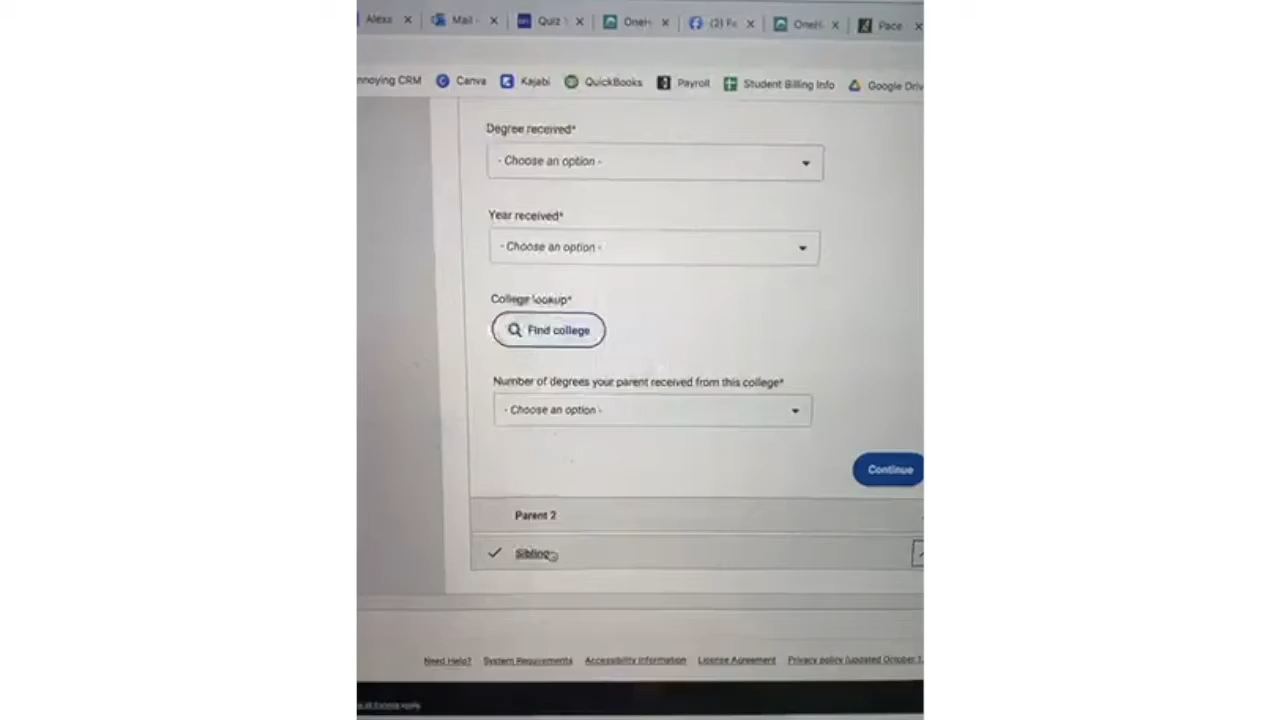 Alexa Mail - Quiz OneH (2) Fa OneH Pace
nnoying CRM Canva Kajabi QuickBooks Payroll Student Billing Info Google Driv
Degree received*
- Choose an option -
Year received*
- Choose an option -
College lookup*
Find college
Number of degrees your parent received from this college*
- Choose an option -
Continue
Parent 2
Sibling
Need Help? System Requirements Accessibility Information License Agreement Privacy policy (updated October 1,